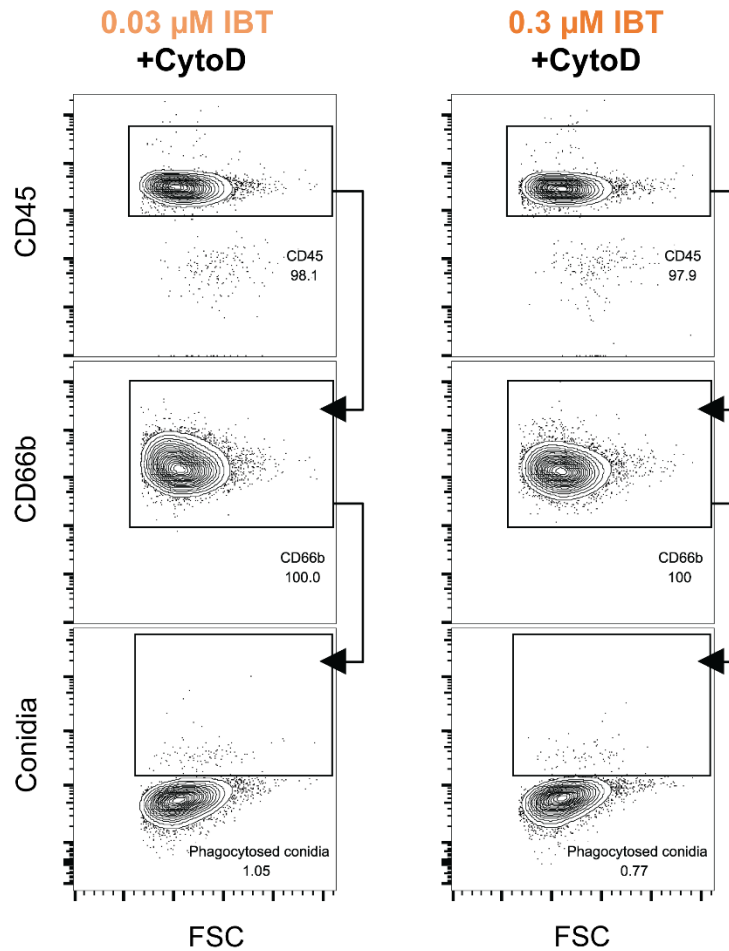 0.03 µM IBT
+CytoD
0.3 µM IBT
+CytoD
CD45
CD45
98.1
CD45
97.9
CD66b
CD66b
100.0
CD66b
100
Conidia
Phagocytosed conidia
1.05
Phagocytosed conidia
0.77
FSC
FSC